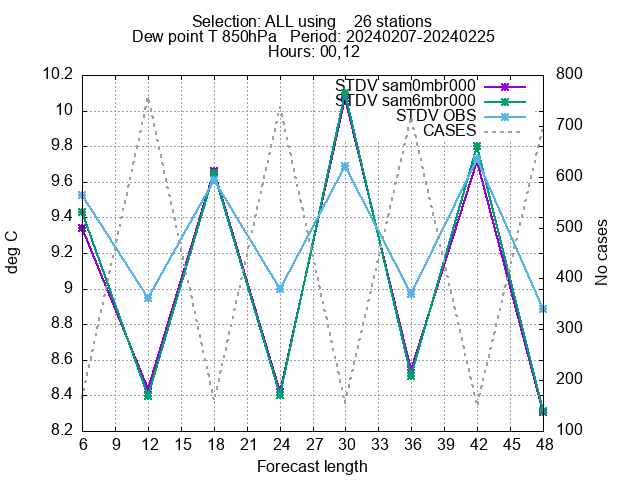 Selection: ALL using    26 stations
Dew point T 850hPa   Period: 20240207-20240225
Hours: 00,12
STDV sam0mbr000
STDV sam6mbr000
STDV OBS
CASES
10.2
10
9.8
9.6
9.4
9.2
9
8.8
8.6
8.4
8.2
deg C
800
700
600
500
400
300
200
100
No cases
6 9 12 15 18 21 24 27 30 33 36 39 42 45 48
Forecast length